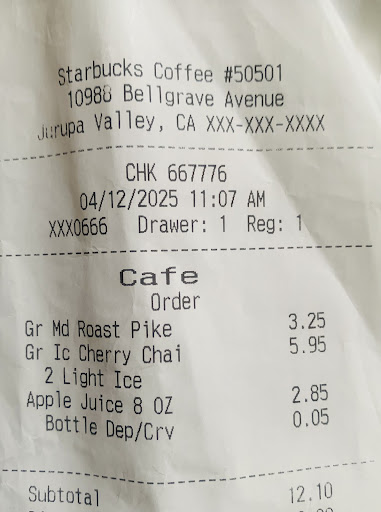 Starbucks Coffee #50501
10988 Bellgrave Avenue
Jurupa Valley, CA XXX-XXX-XXXX
CHK 667776
04/12/2025 11:07 AM
XXX0666 Drawer: 1 Reg: 1
Cafe
Order
Gr Md Roast Pike 3.25
Gr Ic Cherry Chai 5.95
2 Light Ice
Apple Juice 8 OZ 2.85
Bottle Dep/Crv 0.05
Subtotal 12.10